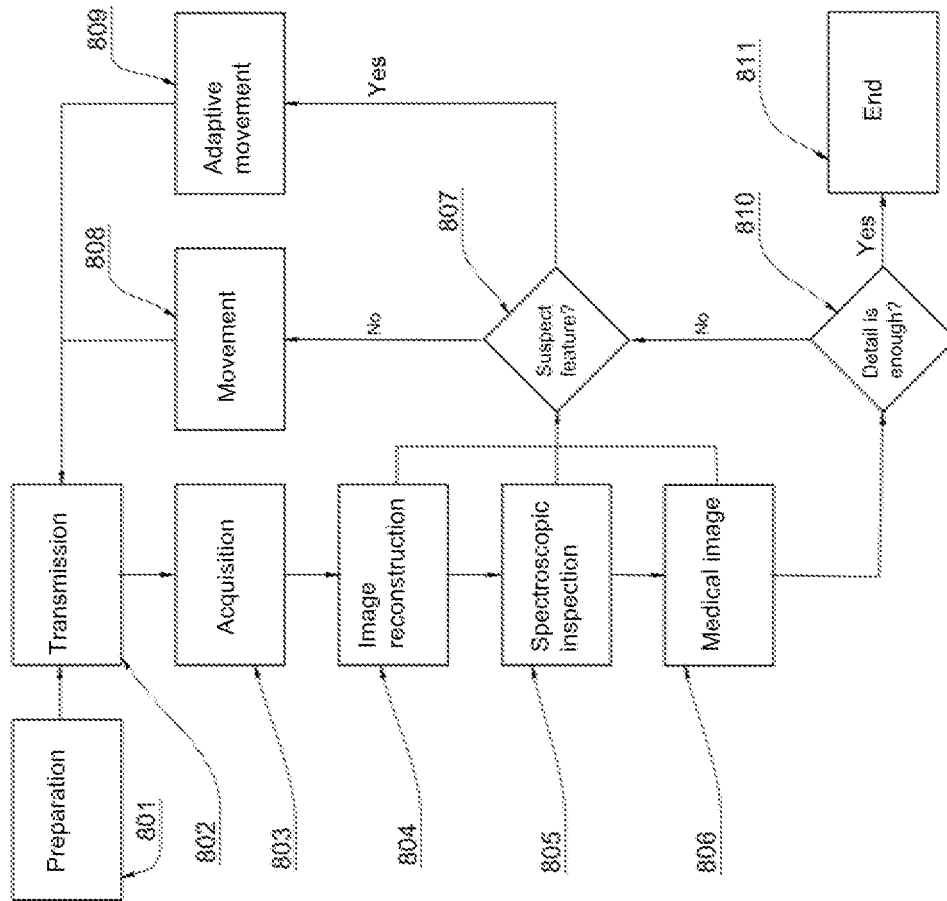 Preparation
801
Transmission
802
Acquisition
803
Image
reconstruction
804
Spectroscopic
inspection
805
Medical image
806
Suspect
feature?
807
No
Movement
808
Yes
Adaptive
movement
809
Detail is
enough?
810
No
Yes
End
811